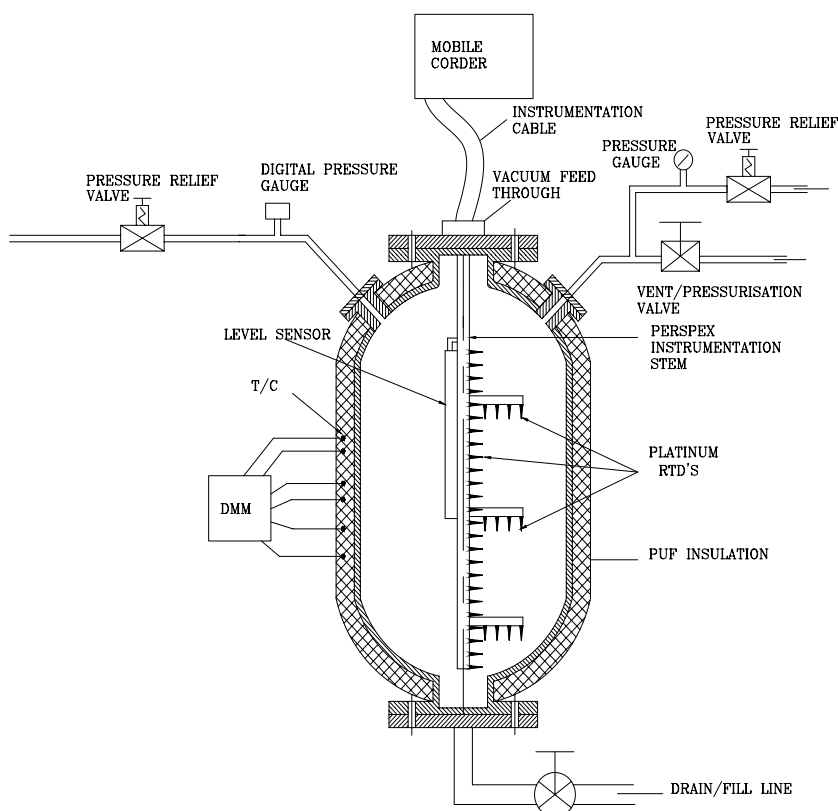 MOBILE
CORDER
INSTRUMENTATION
CABLE
PRESSURE RELIEF
VALVE
PRESSURE
GAUGE
DIGITAL PRESSURE
GAUGE
PRESSURE RELIEF
VALVE
VACUUM FEED
THROUGH
VENT/PRESSURISATION
VALVE
LEVEL SENSOR
PERSPEX
INSTRUMENTATION
STEM
T/C
PLATINUM
RTD'S
DMM
PUF INSULATION
DRAIN/FILL LINE